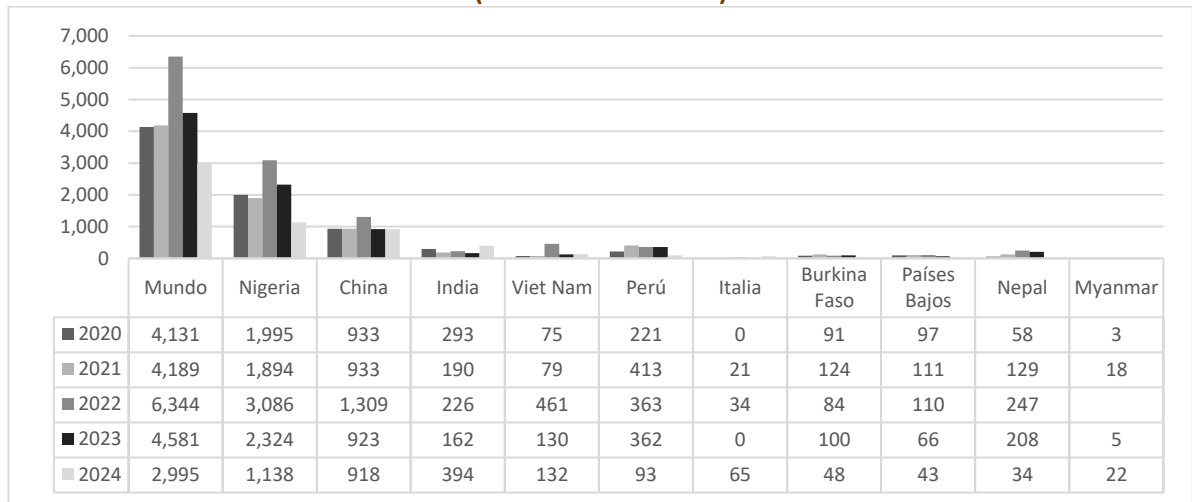 7,000
6,000
5,000
4,000
3,000
2,000
1,000
0
Mundo Nigeria China India Viet Nam Perú Italia Burkina Faso Países Bajos Nepal Myanmar
2020 4,131 1,995 933 293 75 221 0 91 97 58 3
2021 4,189 1,894 933 190 79 413 21 124 111 129 18
2022 6,344 3,086 1,309 226 461 363 34 84 110 247
2023 4,581 2,324 923 162 130 362 0 100 66 208 5
2024 2,995 1,138 918 394 132 93 65 48 43 34 22